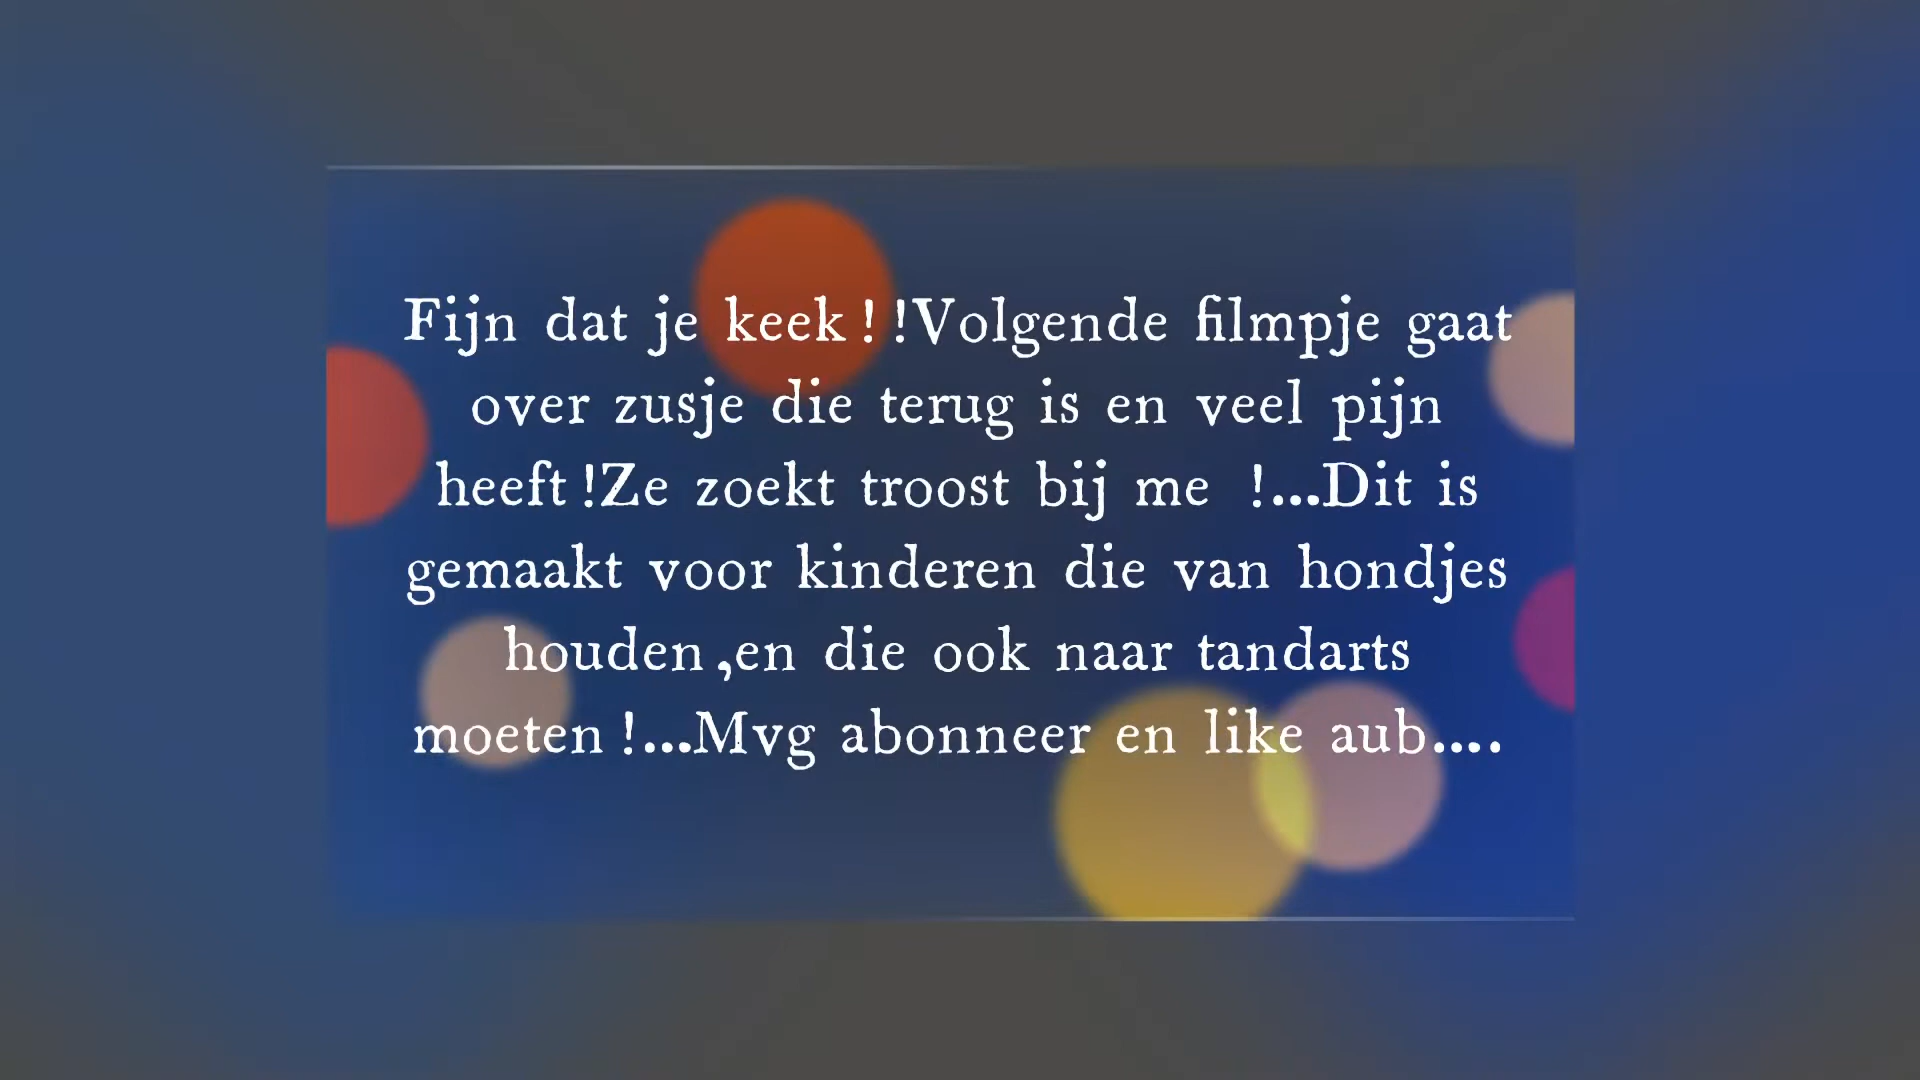 Fijn dat je keek ! !Volgende filmpje gaat
over zusje die terug is en veel pijn
heeft !Ze zoekt troost bij me !...Dit is
gemaakt voor kinderen die van hondjes
houden ,en die ook naar tandarts
moeten !...Mvg abonneer en like aub....